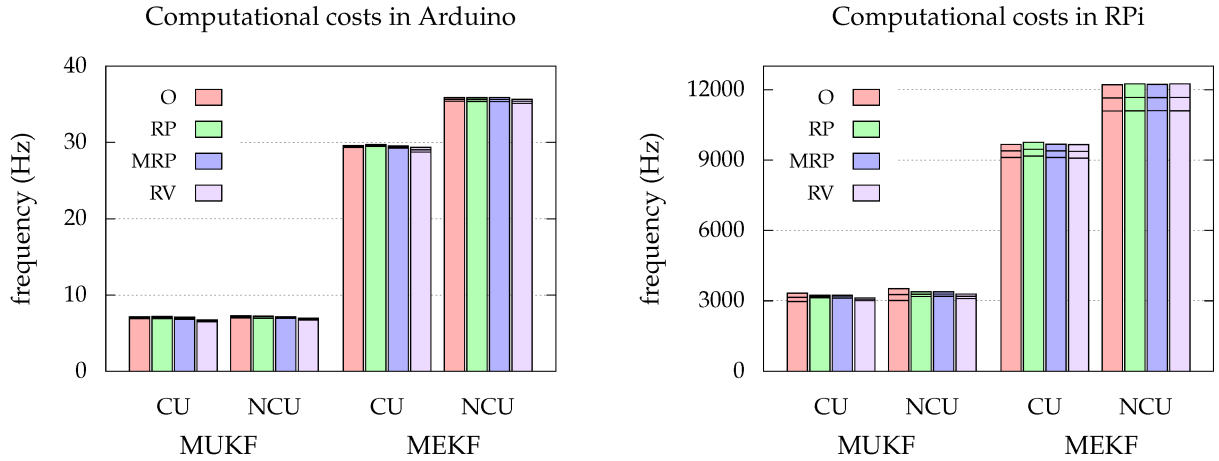 Computational costs in Arduino
frequency (Hz)
40
30
20
10
0
O
RP
MRP
RV
CU NCU CU NCU
MUKF MEKF
Computational costs in RPi
frequency (Hz)
12000
9000
6000
3000
0
O
RP
MRP
RV
CU NCU CU NCU
MUKF MEKF